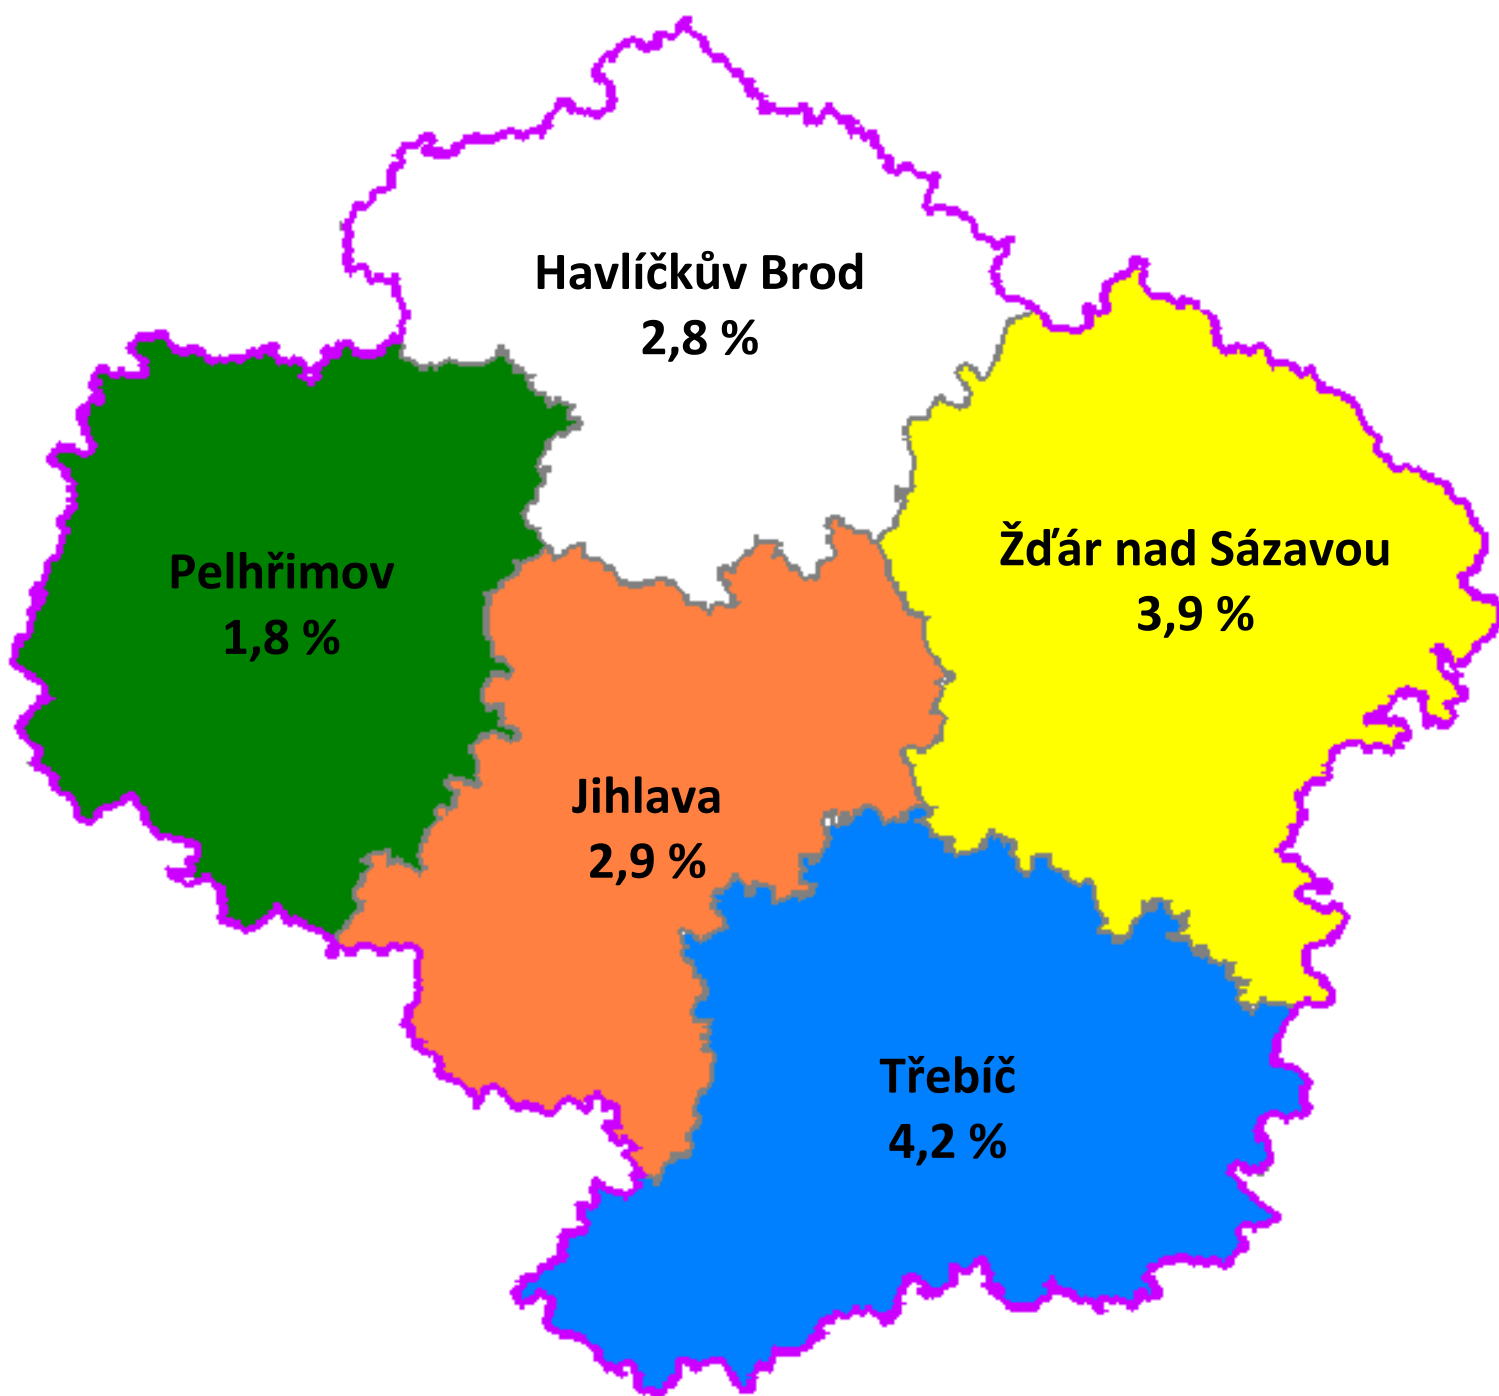 Havlíčkův Brod
2,8 %
Žďár nad Sázavou
3,9 %
Pelhřimov
1,8 %
Jihlava
2,9 %
Třebíč
4,2 %